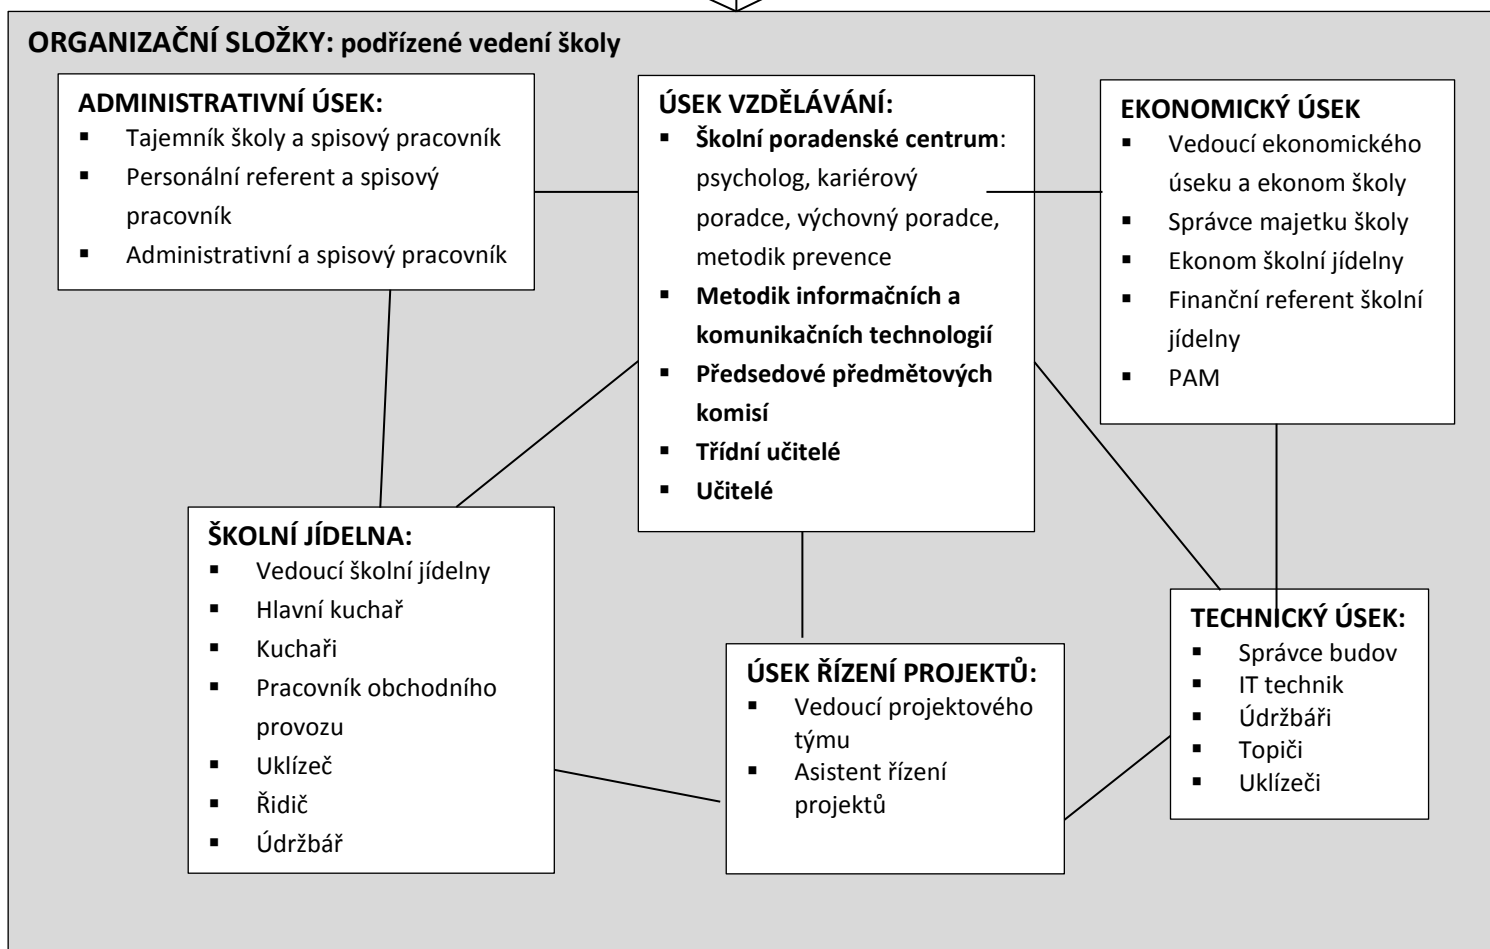 ORGANIZAČNÍ SLOŽKY: podřízené vedení školy
ADMINISTRATIVNÍ ÚSEK:
▪ Tajemník školy a spisový pracovník
▪ Personální referent a spisový
pracovník
▪ Administrativní a spisový pracovník
ÚSEK VZDĚLÁVÁNÍ:
▪ Školní poradenské centrum:
psycholog, kariérový
poradce, výchovný poradce,
metodik prevence
▪ Metodik informačních a
komunikačních technologií
▪ Předsedové předmětových
komisí
▪ Třídní učitelé
▪ Učitelé
EKONOMICKÝ ÚSEK
▪ Vedoucí ekonomického
úseku a ekonom školy
▪ Správce majetku školy
▪ Ekonom školní jídelny
▪ Finanční referent školní
jídelny
▪ PAM
ŠKOLNÍ JÍDELNA:
▪ Vedoucí školní jídelny
▪ Hlavní kuchař
▪ Kuchaři
▪ Pracovník obchodního
provozu
▪ Uklízeč
▪ Řidič
▪ Údržbář
ÚSEK ŘÍZENÍ PROJEKTŮ:
▪ Vedoucí projektového
týmu
▪ Asistent řízení
projektů
TECHNICKÝ ÚSEK:
▪ Správce budov
▪ IT technik
▪ Údržbáři
▪ Topiči
▪ Uklízeči